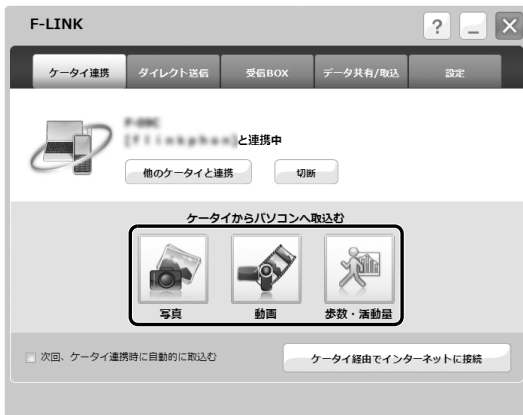 F-LINK
? _ X
ケータイ連携 ダイレクト送信 受信BOX データ共有/取込 設定
と連携中
他のケータイと連携 切断
ケータイからパソコンへ取込む
写真 動画 歩数・活動量
次回、ケータイ連携時に自動的に取込む ケータイ経由でインターネットに接続